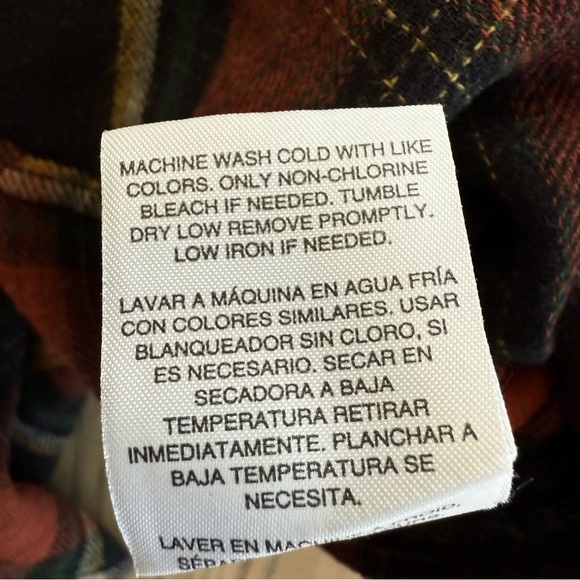 MACHINE WASH COLD WITH LIKE
COLORS. ONLY NON-CHLORINE
BLEACH IF NEEDED. TUMBLE
DRY LOW REMOVE PROMPTLY.
LOW IRON IF NEEDED.
LAVAR A MÁQUINA EN AGUA FRÍA
CON COLORES SIMILARES. USAR
BLANQUEADOR SIN CLORO, SI
ES NECESARIO. SECAR EN
SECADORA A BAJA
TEMPERATURA RETIRAR
INMEDIATAMENTE. PLANCHAR A
BAJA TEMPERATURA SE
NECESITA.
LAVER EN